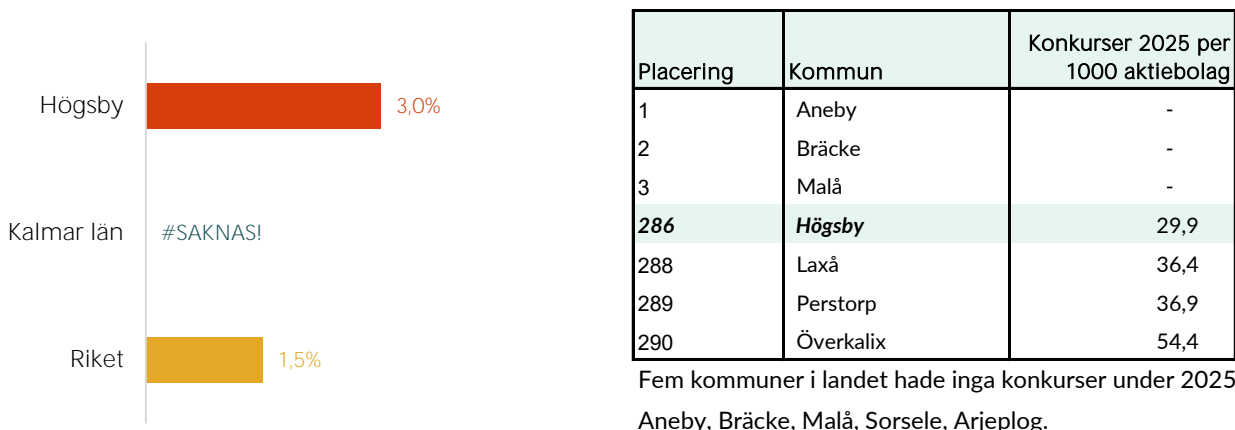 Högsby 3,0%
Kalmar län #SAKNAS!
Riket 1,5%
Placering Kommun Konkurser 2025 per 1000 aktiebolag
1 Aneby -
2 Bräcke -
3 Malå -
286 Högsby 29,9
288 Laxå 36,4
289 Perstorp 36,9
290 Överkalix 54,4
Fem kommuner i landet hade inga konkurser under 2025
Aneby, Bräcke, Malå, Sorsele, Arjeplog.